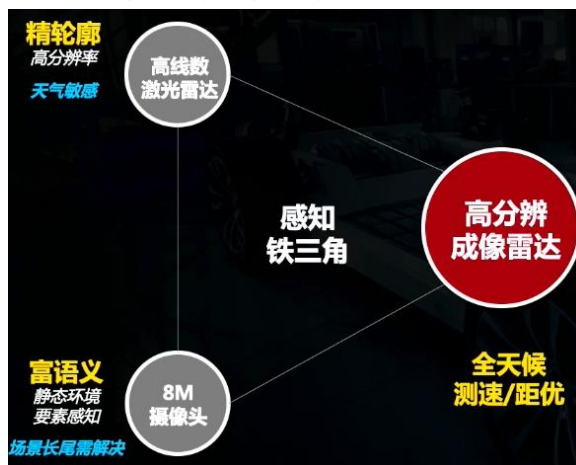 精轮廓
高分辨率
天气敏感
高线数
激光雷达
感知
铁三角
高分辨
成像雷达
富语义
静态环境
要素感知
场景长尾需解决
8M
摄像头
全天候
测速/距优